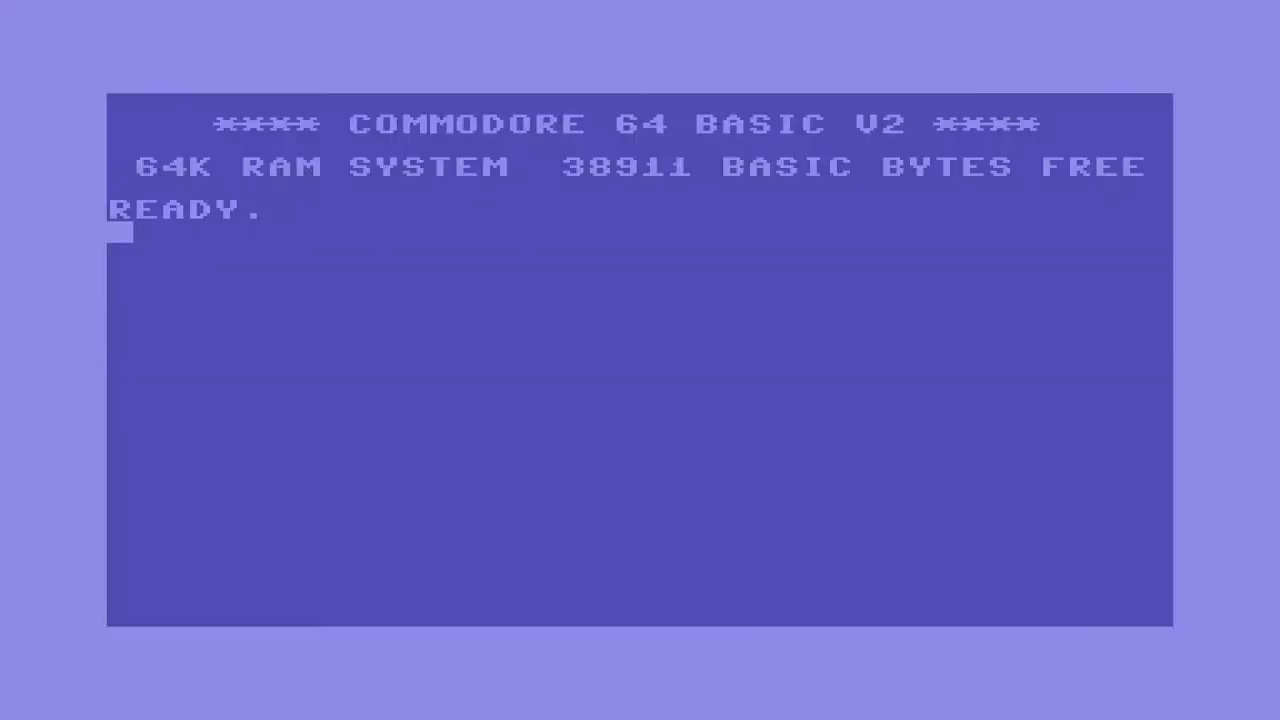 **** COMMODORE 64 BASIC V2 ****
64K RAM SYSTEM  38911 BASIC BYTES FREE
READY.